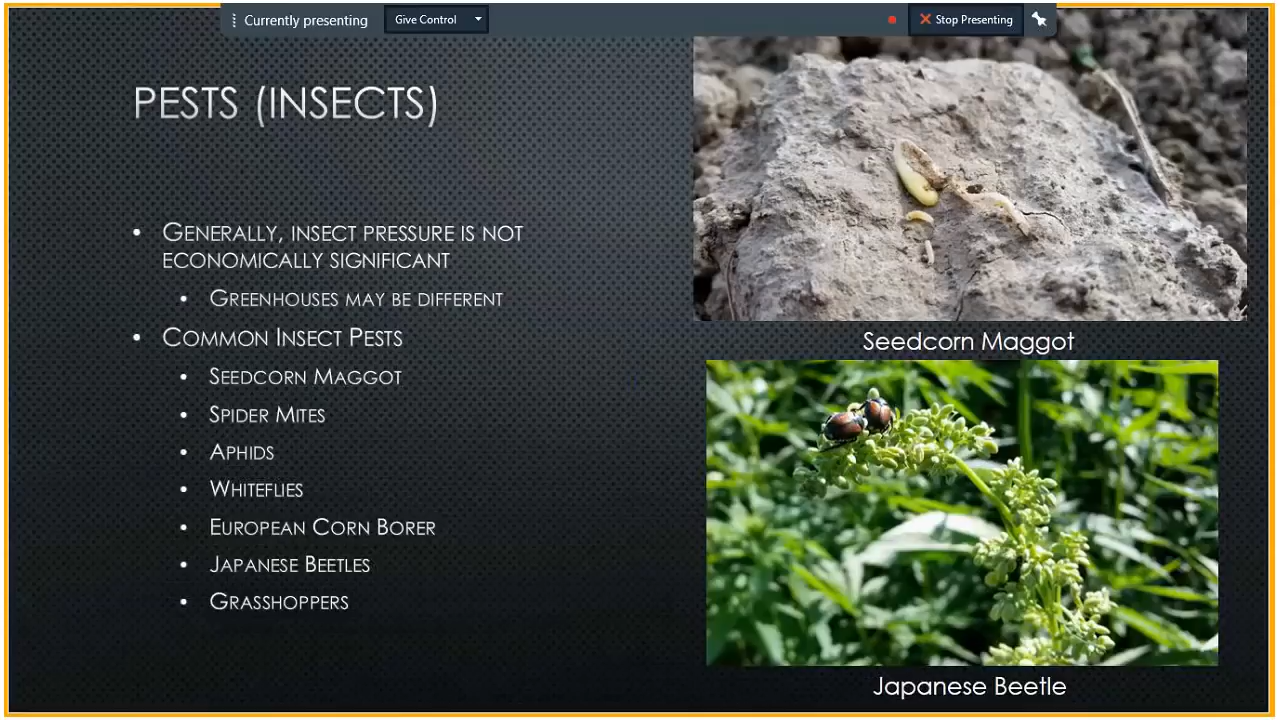 Currently presenting
Give Control
Stop Presenting
PESTS (INSECTS)
• GENERALLY, INSECT PRESSURE IS NOT
ECONOMICALLY SIGNIFICANT
• GREENHOUSES MAY BE DIFFERENT
• COMMON INSECT PESTS
• SEEDCORN MAGGOT
• SPIDER MITES
• APHIDS
• WHITEFLIES
• EUROPEAN CORN BORER
• JAPANESE BEETLES
• GRASSHOPPERS
Seedcorn Maggot
Japanese Beetle